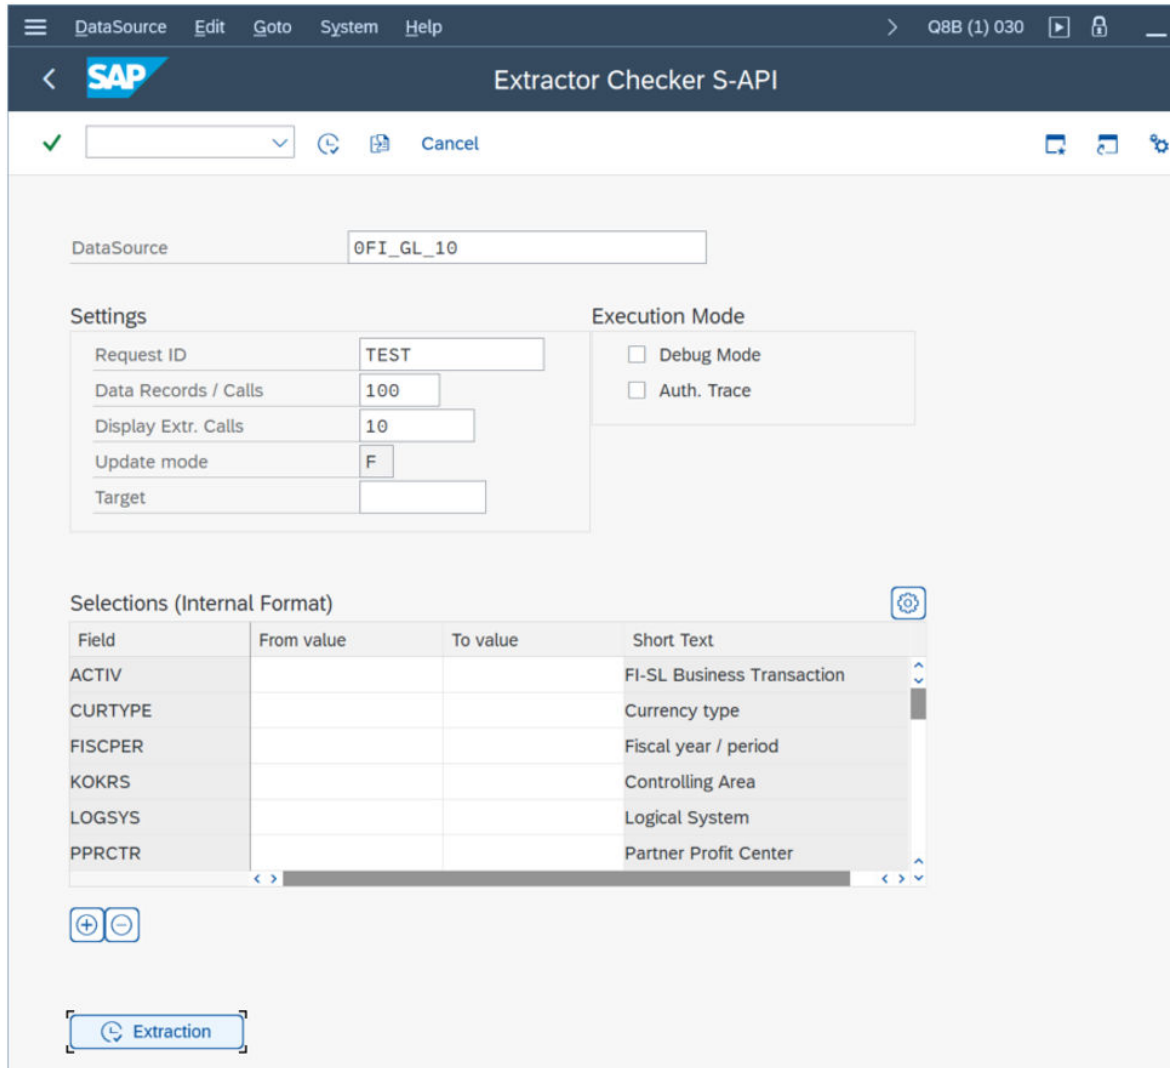 DataSource Edit Goto System Help Q8B (1) 030
SAP Extractor Checker S-API
Cancel
DataSource 0FI_GL_10
Settings Execution Mode
Request ID TEST Debug Mode
Data Records / Calls 100 Auth. Trace
Display Extr. Calls 10
Update mode F
Target
Selections (Internal Format)
Field From value To value Short Text
ACTIV FI-SL Business Transaction
CURTYPE Currency type
FISCPER Fiscal year / period
KOKRS Controlling Area
LOGSYS Logical System
PPRCTR Partner Profit Center
Extraction